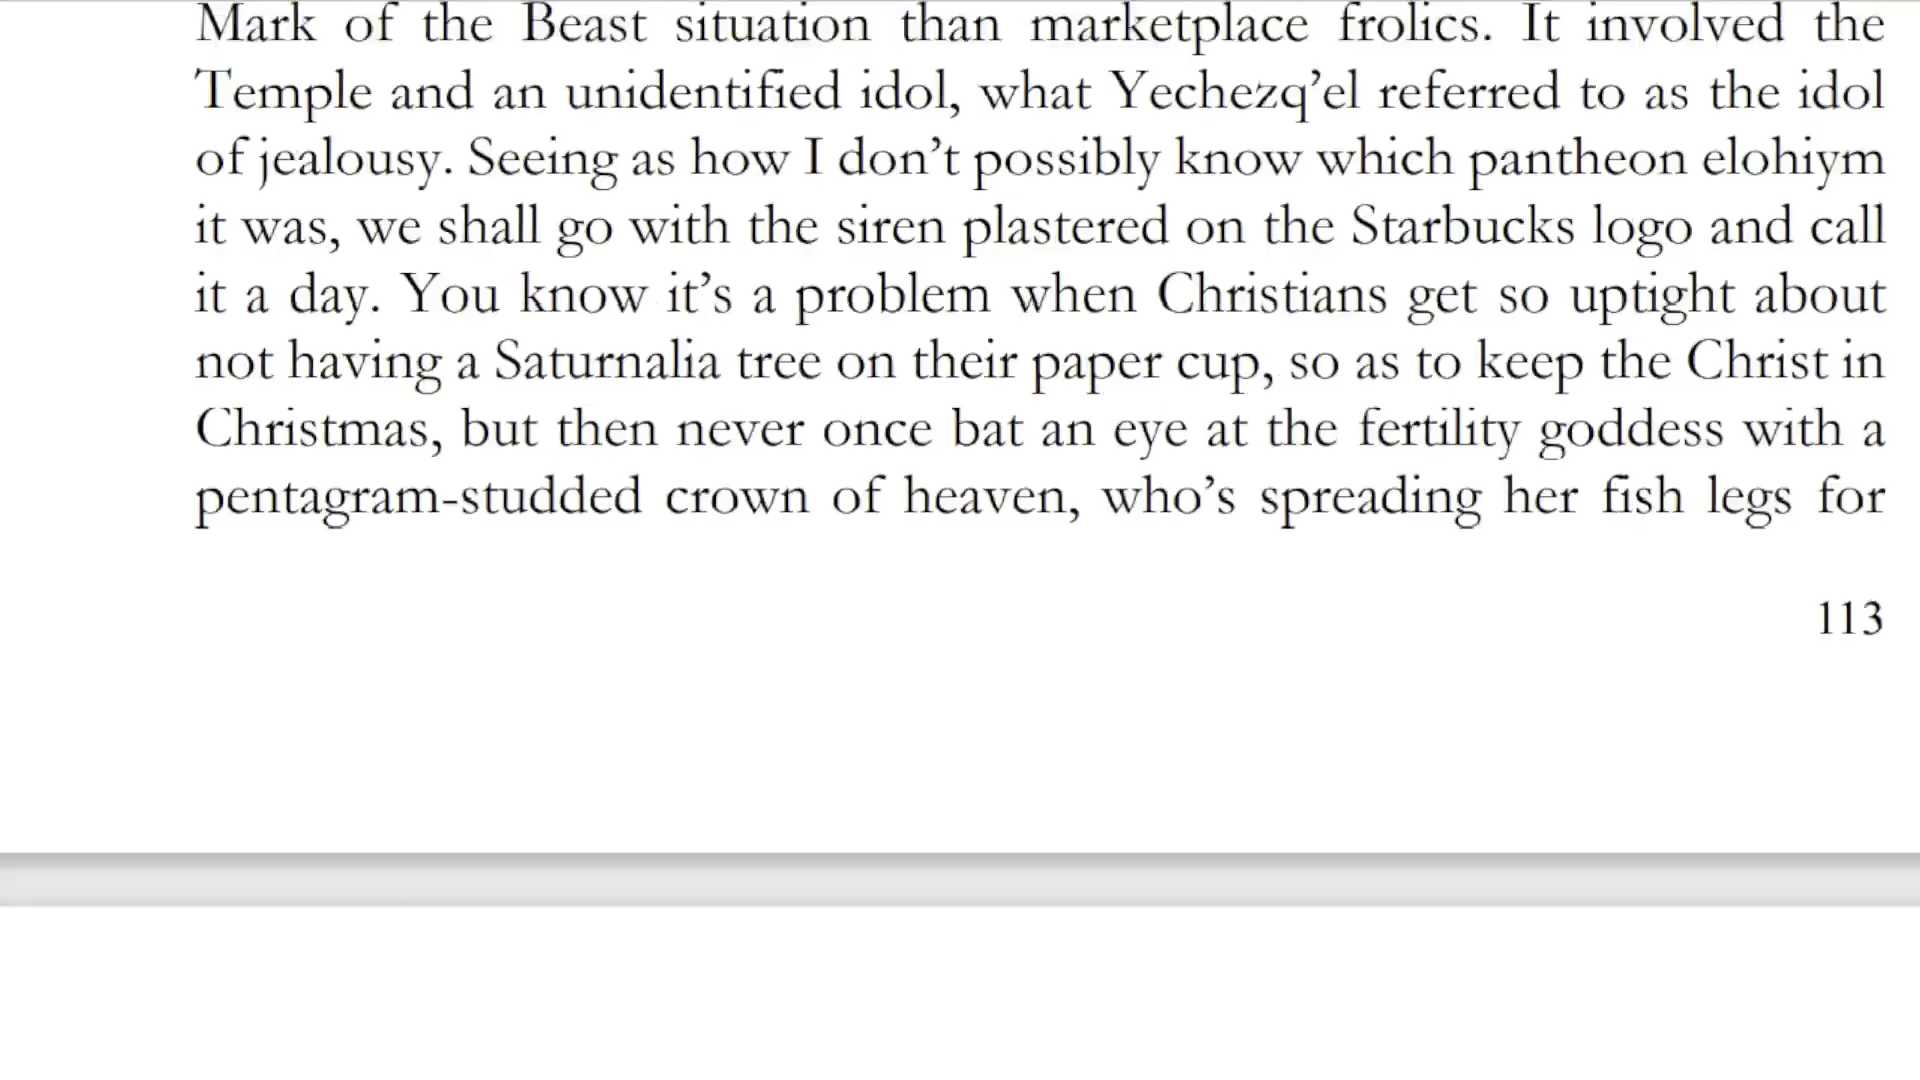 Mark of the Beast situation than marketplace frolics. It involved the
Temple and an unidentified idol, what Yechezq’el referred to as the idol
of jealousy. Seeing as how I don’t possibly know which pantheon elohiym
it was, we shall go with the siren plastered on the Starbucks logo and call
it a day. You know it’s a problem when Christians get so uptight about
not having a Saturnalia tree on their paper cup, so as to keep the Christ in
Christmas, but then never once bat an eye at the fertility goddess with a
pentagram-studded crown of heaven, who’s spreading her fish legs for
113